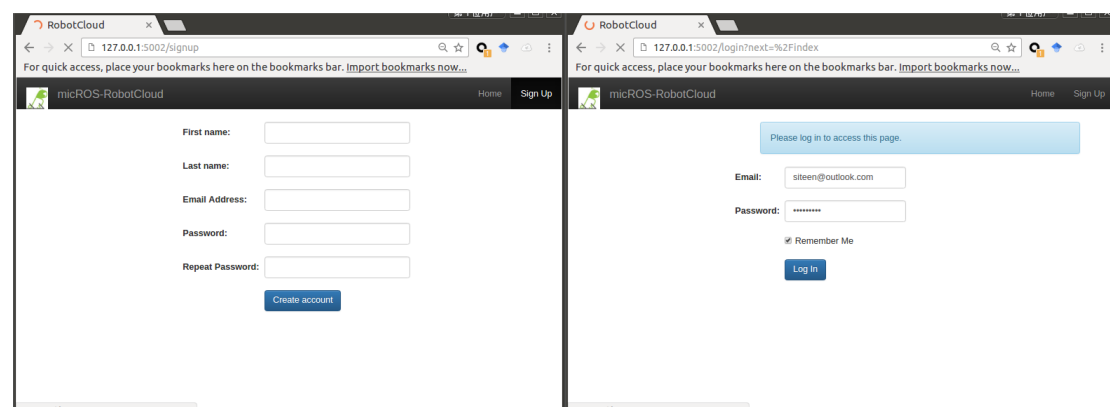 RobotCloud
127.0.0.1:5002/signup
For quick access, place your bookmarks here on the bookmarks bar. Import bookmarks now...
micROS-RobotCloud
Home
Sign Up
First name:
Last name:
Email Address:
Password:
Repeat Password:
Create account
RobotCloud
127.0.0.1:5002/login?next=%2Findex
For quick access, place your bookmarks here on the bookmarks bar. Import bookmarks now...
micROS-RobotCloud
Home
Sign Up
Please log in to access this page.
Email:
siteen@outlook.com
Password:
•••••••••
Remember Me
Log In